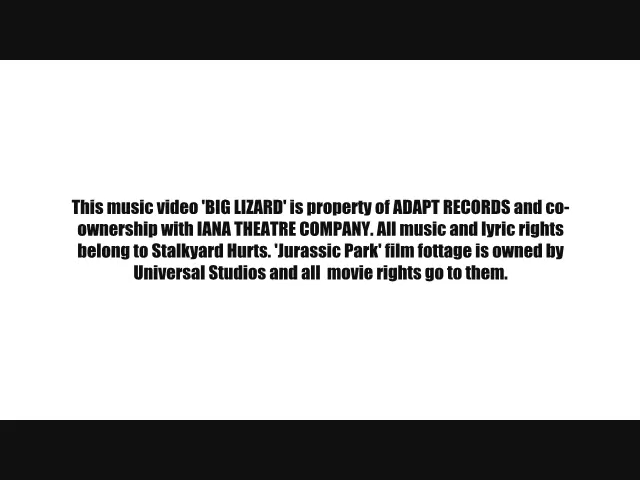 This music video 'BIG LIZARD' is property of ADAPT RECORDS and co-
ownership with IANA THEATRE COMPANY. All music and lyric rights
belong to Stalkyard Hurts. 'Jurassic Park' film fottage is owned by
Universal Studios and all  movie rights go to them.